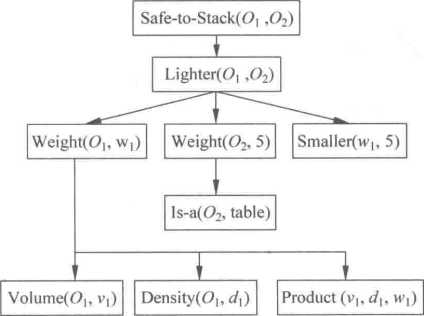 Safe-to-Stack(O₁ ,O₂)
Lighter(O₁ ,O₂)
Weight(O₁, w₁)
Weight(O₂, 5)
Smaller(w₁, 5)
Is-a(O₂, table)
Volume(O₁, v₁)
Density(O₁, d₁)
Product (v₁, d₁, w₁)